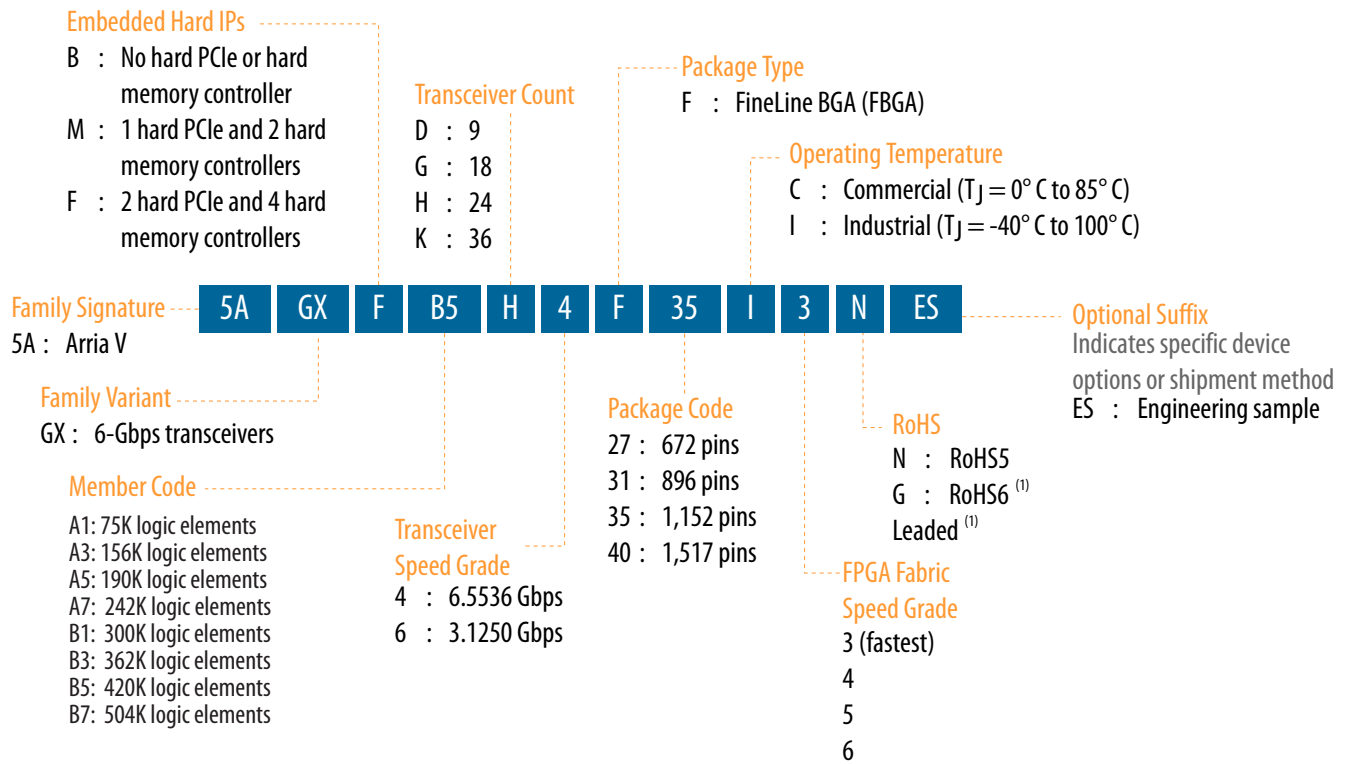 Embedded Hard IPs
B : No hard PCIe or hard
memory controller
M : 1 hard PCIe and 2 hard
memory controllers
F : 2 hard PCIe and 4 hard
memory controllers
Transceiver Count
D : 9
G : 18
H : 24
K : 36
Package Type
F : FineLine BGA (FBGA)
Operating Temperature
C : Commercial (TJ = 0° C to 85° C)
I : Industrial (TJ = -40° C to 100° C)
Family Signature
5A : Arria V
5A GX F B5 H 4 F 35 I 3 N ES
Optional Suffix
Indicates specific device
options or shipment method
ES : Engineering sample
Family Variant
GX : 6-Gbps transceivers
Member Code
A1: 75K logic elements
A3: 156K logic elements
A5: 190K logic elements
A7: 242K logic elements
B1: 300K logic elements
B3: 362K logic elements
B5: 420K logic elements
B7: 504K logic elements
Transceiver
Speed Grade
4 : 6.5536 Gbps
6 : 3.1250 Gbps
Package Code
27 : 672 pins
31 : 896 pins
35 : 1,152 pins
40 : 1,517 pins
RoHS
N : RoHS5
G : RoHS6 (1)
Leaded (1)
FPGA Fabric
Speed Grade
3 (fastest)
4
5
6